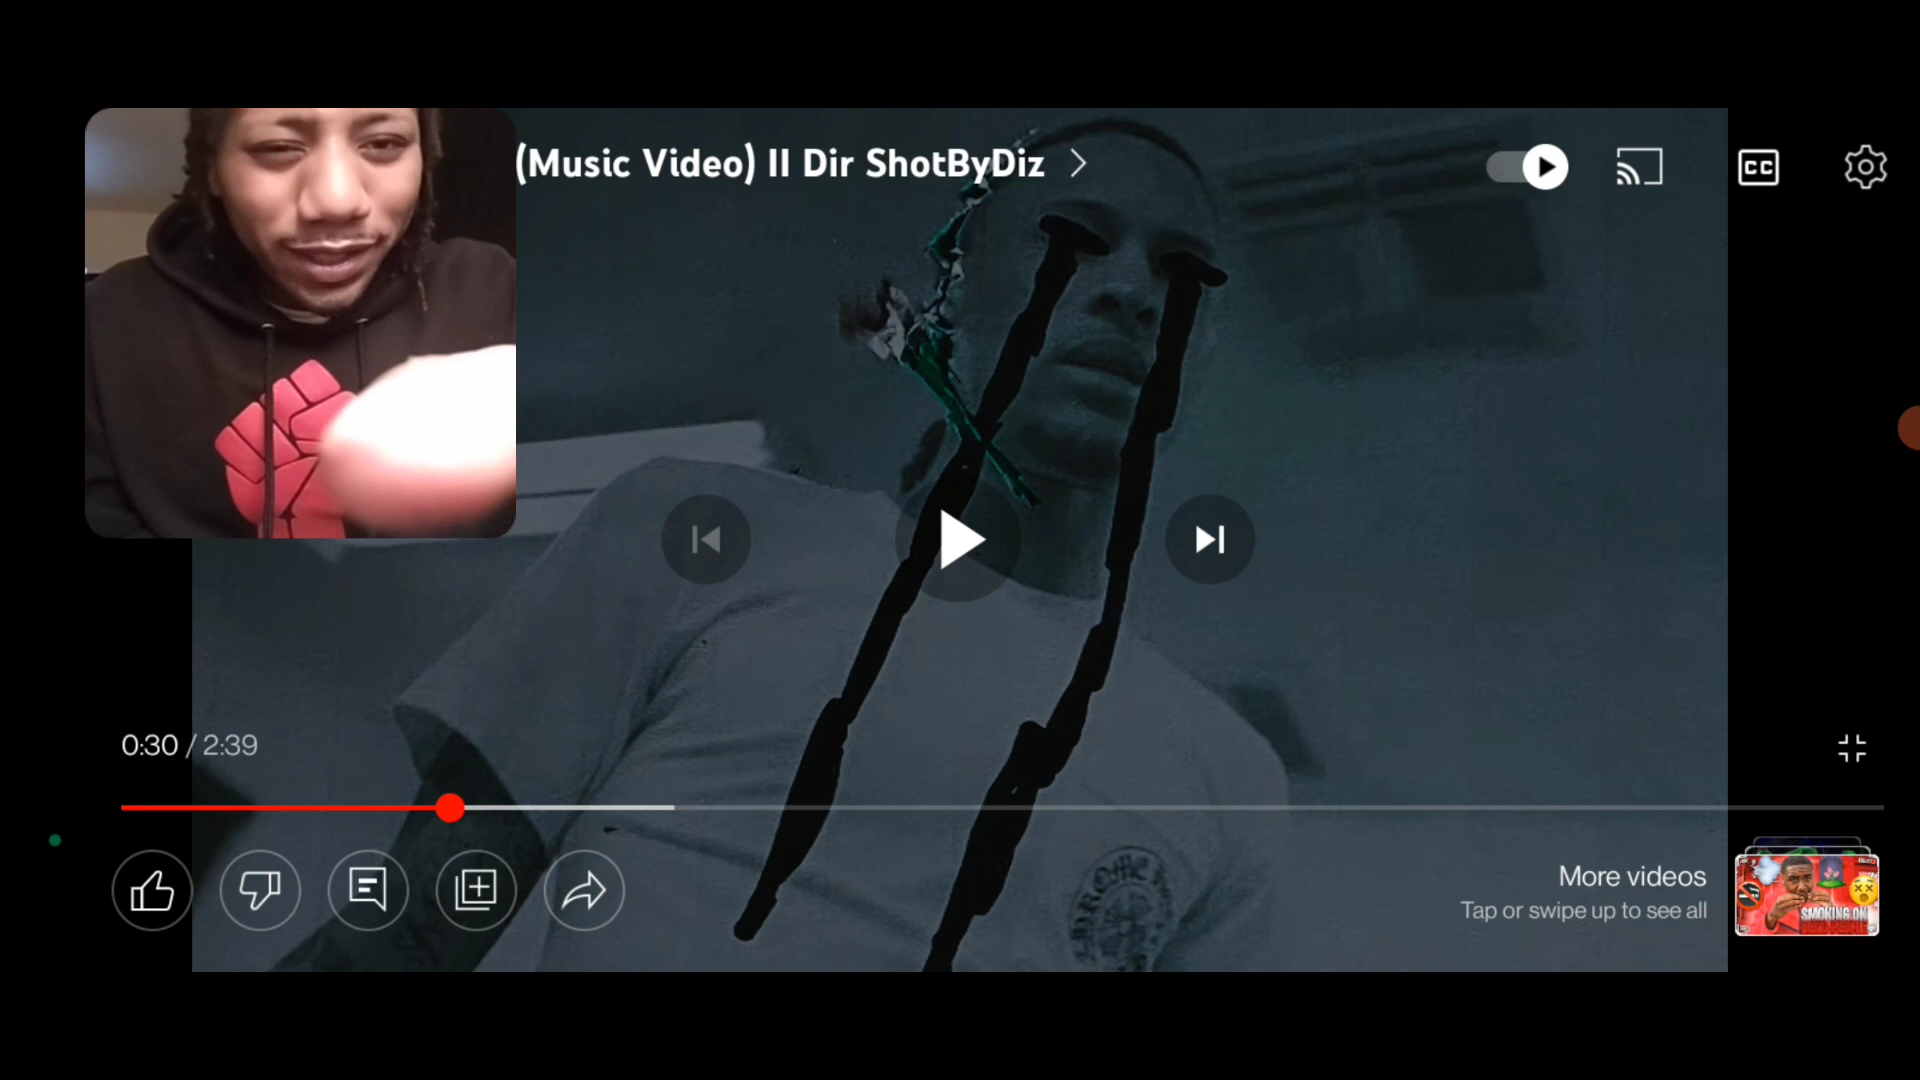 (Music Video) II Dir ShotByDiz
CC
0:30 / 2:39
More videos
Tap or swipe up to see all
SMOKING ON